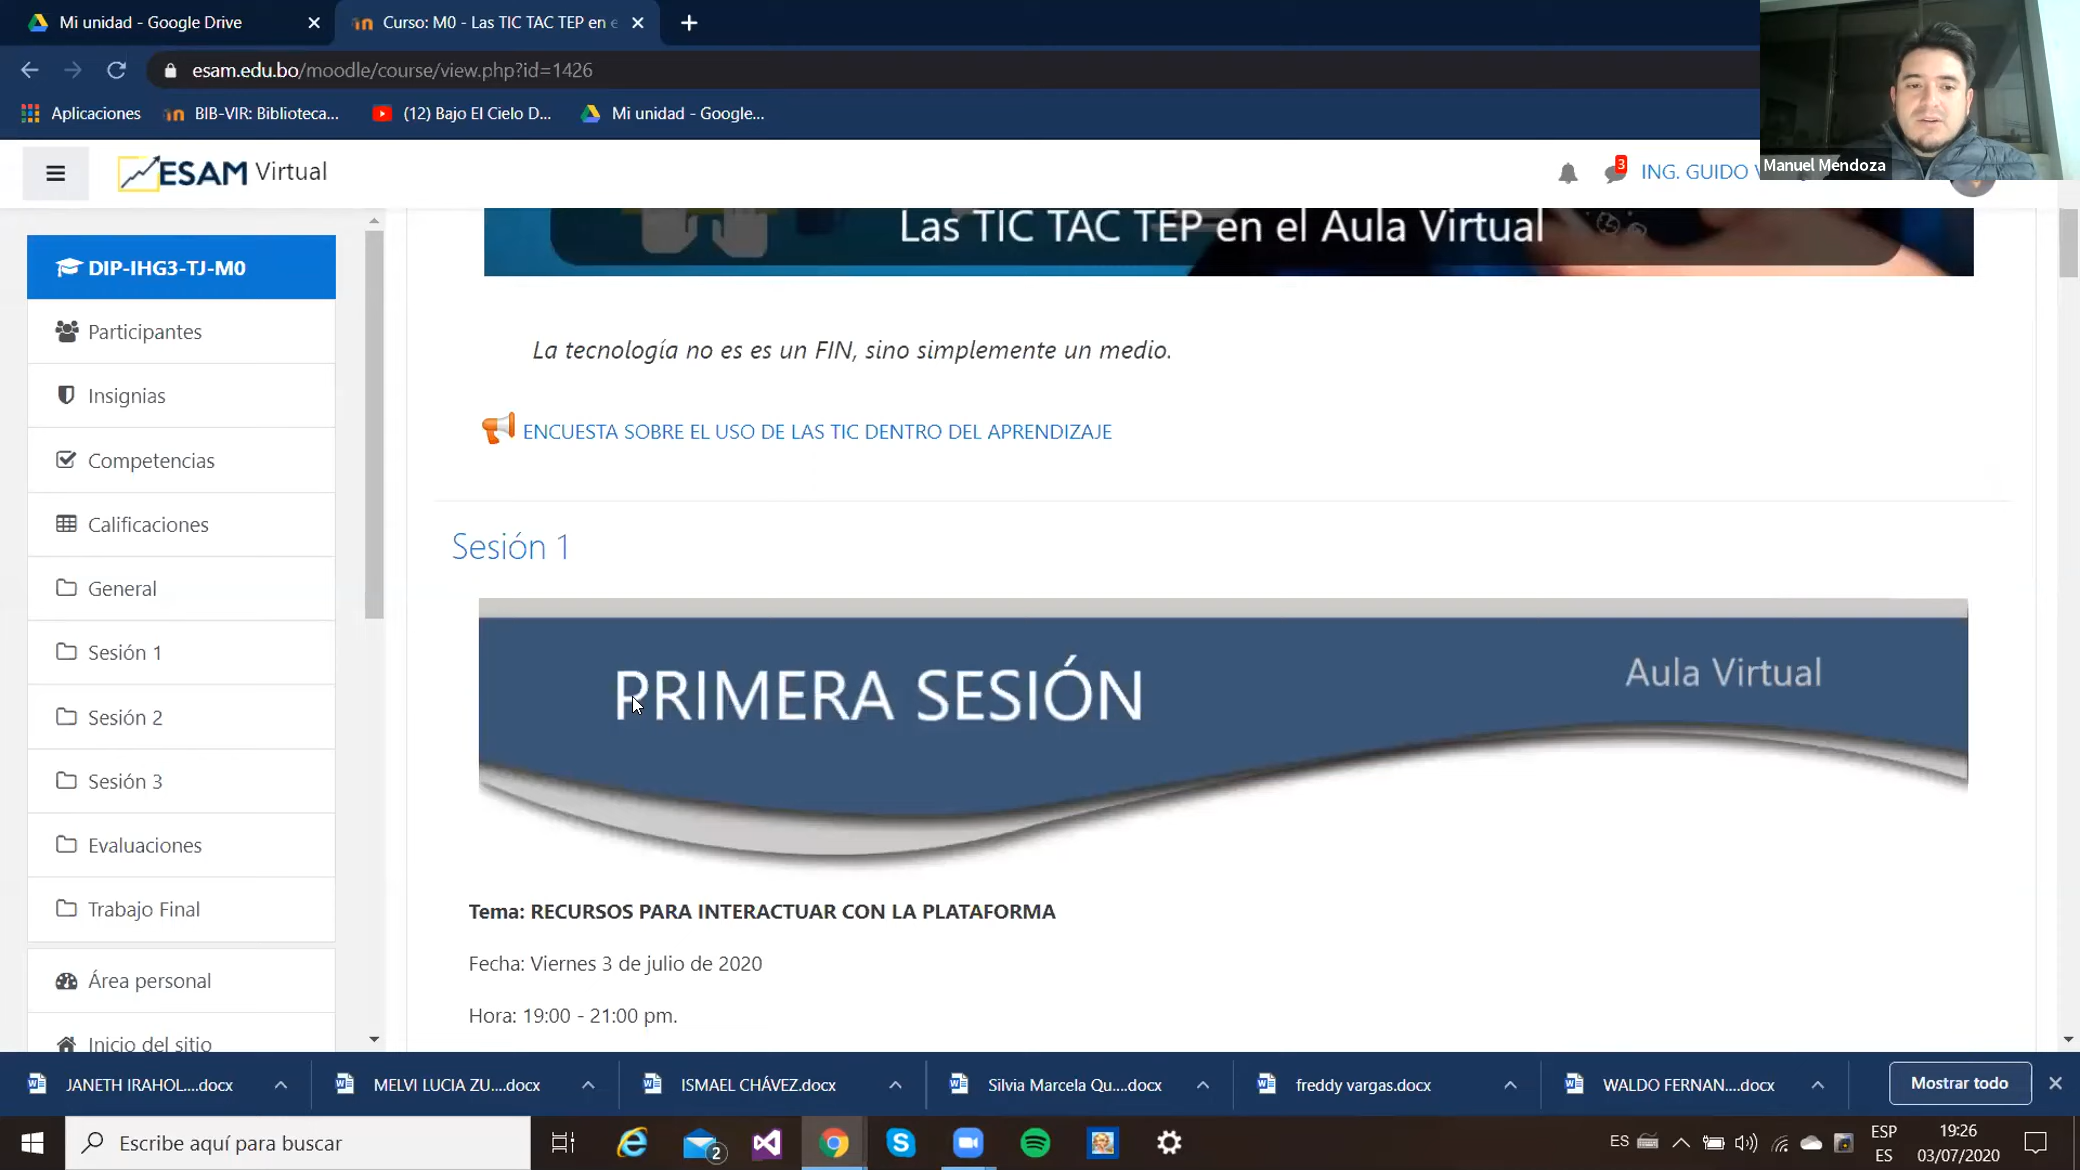 Mi unidad - Google Drive
Curso: M0 - Las TIC TAC TEP en e
esam.edu.bo/moodle/course/view.php?id=1426
Aplicaciones
BIB-VIR: Biblioteca...
(12) Bajo El Cielo D...
Mi unidad - Google...
Manuel Mendoza
ESAM Virtual
3
ING. GUIDO V
DIP-IHG3-TJ-M0
Participantes
Insignias
Competencias
Calificaciones
General
Sesión 1
Sesión 2
Sesión 3
Evaluaciones
Trabajo Final
Área personal
Inicio del sitio
Las TIC TAC TEP en el Aula Virtual
La tecnología no es es un FIN, sino simplemente un medio.
ENCUESTA SOBRE EL USO DE LAS TIC DENTRO DEL APRENDIZAJE
Sesión 1
PRIMERA SESIÓN
Aula Virtual
Tema: RECURSOS PARA INTERACTUAR CON LA PLATAFORMA
Fecha: Viernes 3 de julio de 2020
Hora: 19:00 - 21:00 pm.
JANETH IRAHOL....docx
MELVI LUCIA ZU....docx
ISMAEL CHÁVEZ.docx
Silvia Marcela Qu....docx
freddy vargas.docx
WALDO FERNAN....docx
Mostrar todo
Escribe aquí para buscar
2
ES
ESP
ES
19:26
03/07/2020